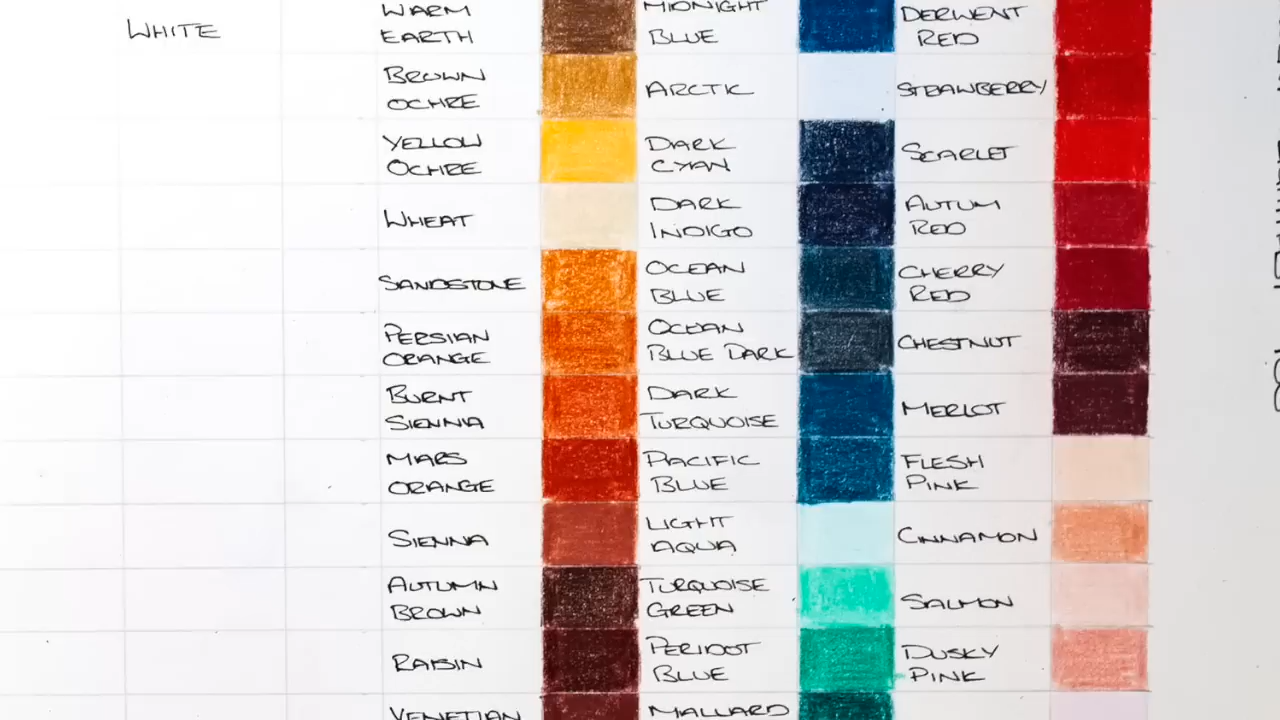 WHITE
WARM
EARTH
BROWN
OCHRE
YELLOW
OCHRE
WHEAT
SANDSTONE
PERSIAN
ORANGE
BURNT
SIENNIA
MARS
ORANGE
SIENNA
AUTUMN
BROWN
RAISIN
VENETIAN
MIDNIGHT
BLUE
ARCTIC
DARK
CYAN
DARK
INDIGO
OCEAN
BLUE
OCEAN
BLUE DARK
DARK
TURQUOISE
PACIFIC
BLUE
LIGHT
AQUA
TURQUOISE
GREEN
PERIDOT
BLUE
MALLARD
DERWENT
RED
STRAWBERRY
SCARLET
AUTUM
RED
CHERRY
RED
CHESTNUT
MERLOT
FLESH
PINK
CINNAMON
SALMON
DUSKY
PINK